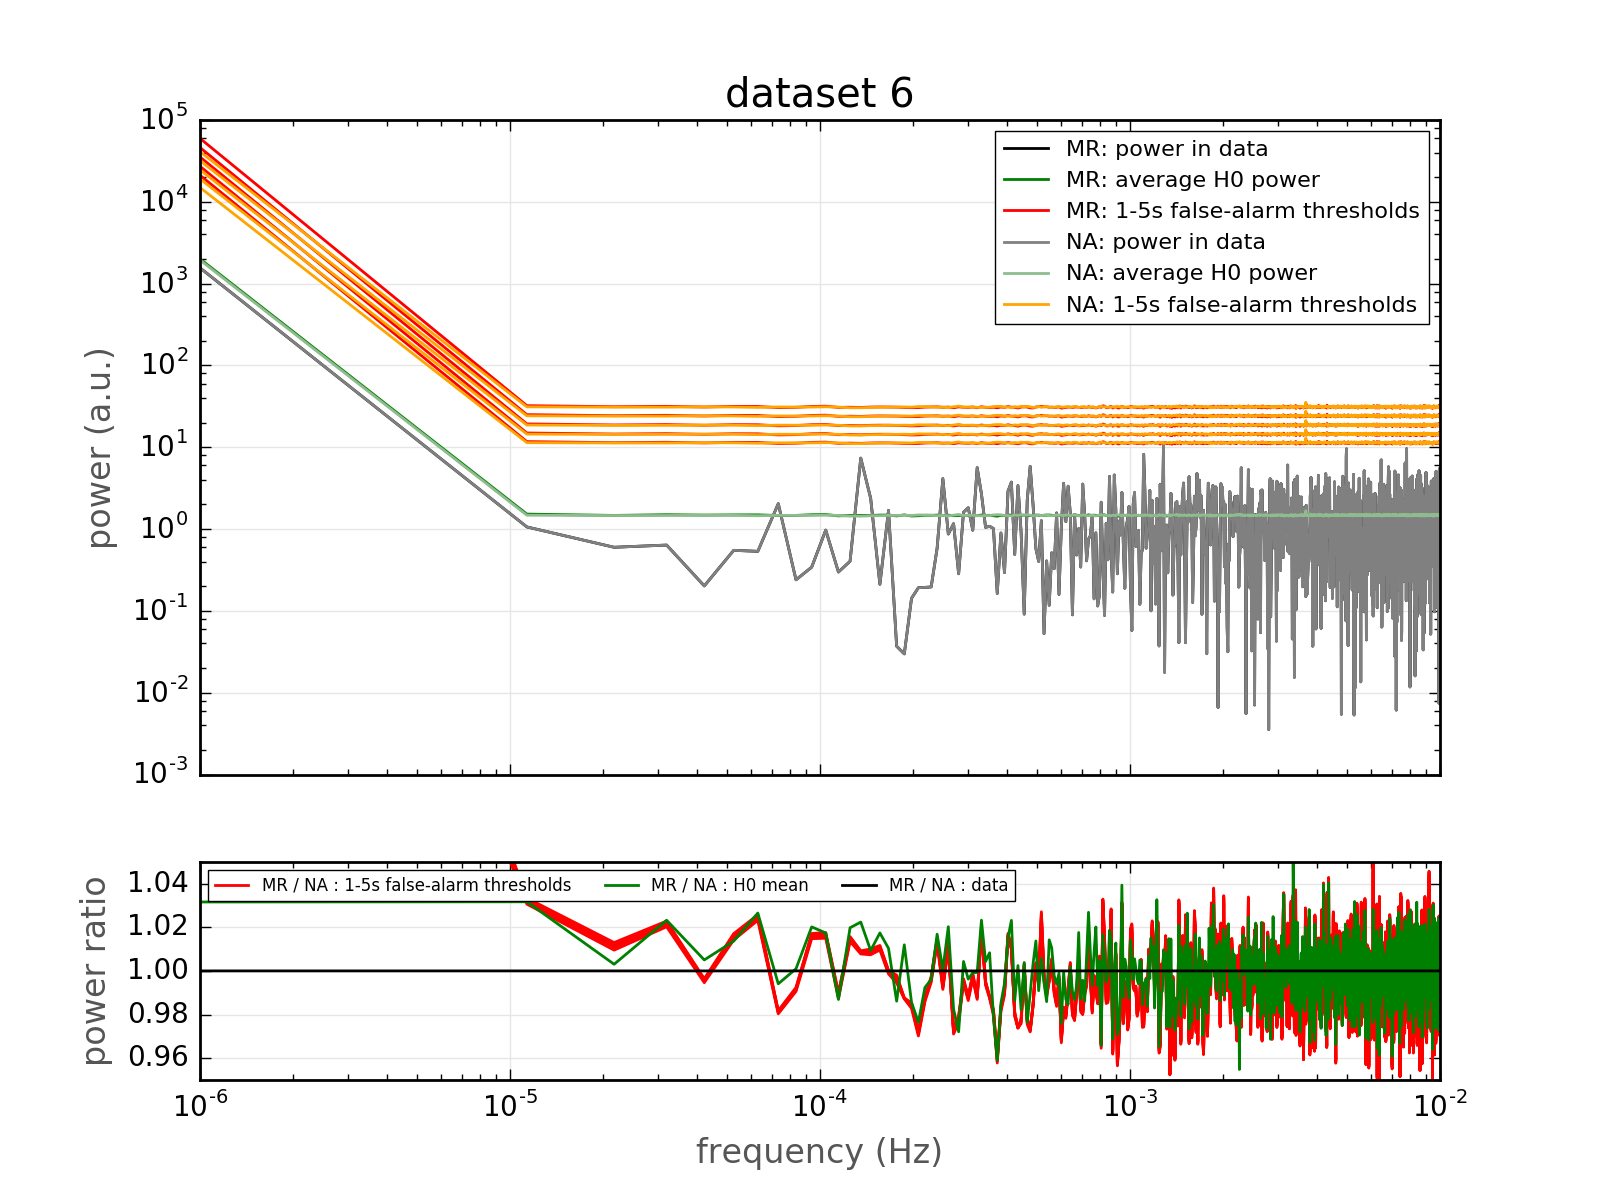 dataset 6
10^5
10^4
10^3
10^2
10^1
10^0
10^-1
10^-2
10^-3
power (a.u.)
MR: power in data
MR: average H0 power
MR: 1-5s false-alarm thresholds
NA: power in data
NA: average H0 power
NA: 1-5s false-alarm thresholds
MR / NA : 1-5s false-alarm thresholds MR / NA : H0 mean MR / NA : data
1.04
1.02
1.00
0.98
0.96
power ratio
10^-6 10^-5 10^-4 10^-3 10^-2
frequency (Hz)